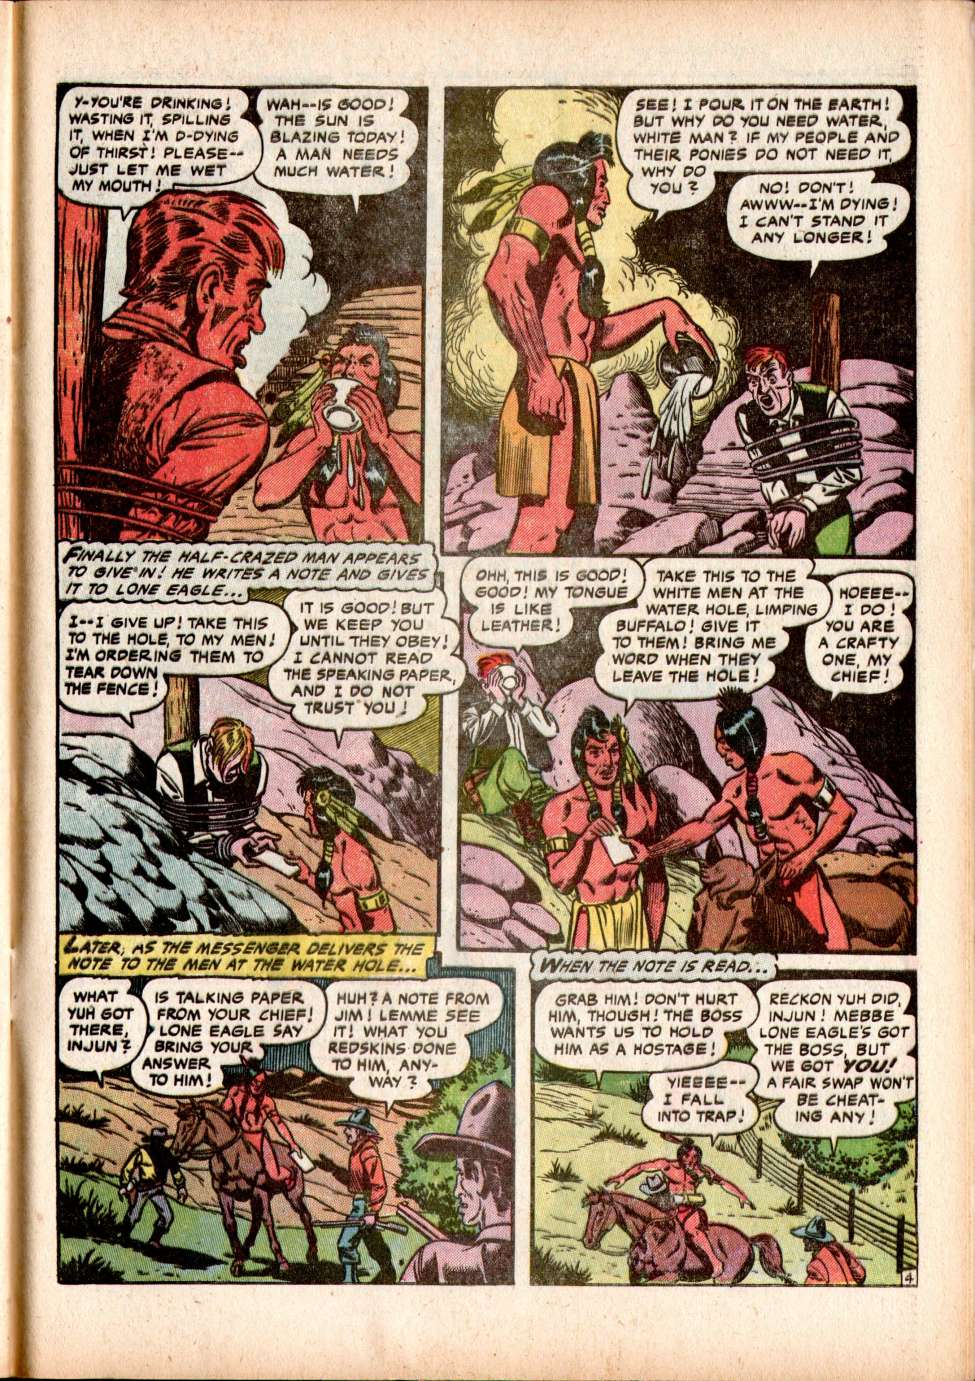 Y-YOU'RE DRINKING!
WASTING IT, SPILLING
IT, WHEN I'M D-DYING
OF THIRST! PLEASE--
JUST LET ME WET
MY MOUTH!
WAH--IS GOOD!
THE SUN IS
BLAZING TODAY!
A MAN NEEDS
MUCH WATER!
SEE! I POUR IT ON THE EARTH!
BUT WHY DO YOU NEED WATER,
WHITE MAN? IF MY PEOPLE AND
THEIR PONIES DO NOT NEED IT,
WHY DO
YOU?
NO! DON'T!
AWWW--I'M DYING!
I CAN'T STAND IT
ANY LONGER!
FINALLY THE HALF-CRAZED MAN APPEARS
TO GIVE IN! HE WRITES A NOTE AND GIVES
IT TO LONE EAGLE...
I--I GIVE UP! TAKE THIS
TO THE HOLE, TO MY MEN!
I'M ORDERING THEM TO
TEAR DOWN
THE FENCE!
IT IS GOOD! BUT
WE KEEP YOU
UNTIL THEY OBEY!
I CANNOT READ
THE SPEAKING PAPER,
AND I DO NOT
TRUST YOU!
OHH, THIS IS GOOD!
GOOD! MY TONGUE
IS LIKE
LEATHER!
TAKE THIS TO THE
WHITE MEN AT THE
WATER HOLE, LIMPING
BUFFALO! GIVE IT
TO THEM! BRING ME
WORD WHEN THEY
LEAVE THE HOLE!
HOEEE--
I DO!
YOU ARE
A CRAFTY
ONE, MY
CHIEF!
LATER, AS THE MESSENGER DELIVERS THE
NOTE TO THE MEN AT THE WATER HOLE...
WHAT
YUH GOT
THERE,
INJUN?
IS TALKING PAPER
FROM YOUR CHIEF!
LONE EAGLE SAY
BRING YOUR
ANSWER
TO HIM!
HUH? A NOTE FROM
JIM! LEMME SEE
IT! WHAT YOU
REDSKINS DONE
TO HIM, ANY-
WAY?
WHEN THE NOTE IS READ...
GRAB HIM! DON'T HURT
HIM, THOUGH! THE BOSS
WANTS US TO HOLD
HIM AS A HOSTAGE!
YIEEEE--
I FALL
INTO TRAP!
RECKON YUH DID,
INJUN! MEBBE
LONE EAGLE'S GOT
THE BOSS, BUT
WE GOT YOU!
A FAIR SWAP WON'T
BE CHEAT-
ING ANY!
4